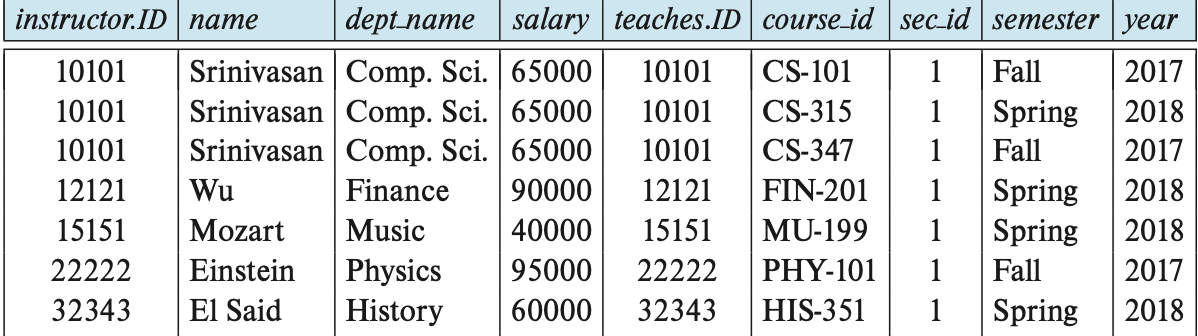 instructor.ID name dept_name salary teaches.ID course_id sec_id semester year
10101 Srinivasan Comp. Sci. 65000 10101 CS-101 1 Fall 2017
10101 Srinivasan Comp. Sci. 65000 10101 CS-315 1 Spring 2018
10101 Srinivasan Comp. Sci. 65000 10101 CS-347 1 Fall 2017
12121 Wu Finance 90000 12121 FIN-201 1 Spring 2018
15151 Mozart Music 40000 15151 MU-199 1 Spring 2018
22222 Einstein Physics 95000 22222 PHY-101 1 Fall 2017
32343 El Said History 60000 32343 HIS-351 1 Spring 2018